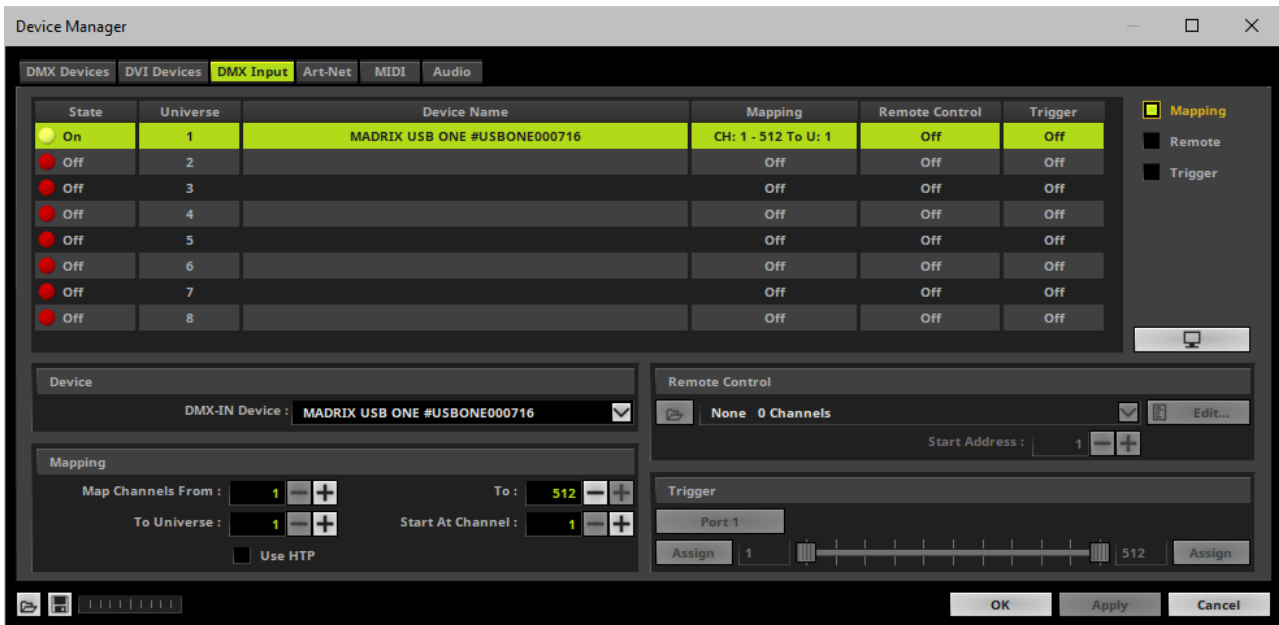 Device Manager
DMX Devices DVI Devices DMX Input Art-Net MIDI Audio
State Universe Device Name Mapping Remote Control Trigger
On 1 MADRIX USB ONE #USBONE000716 CH: 1 - 512 To U: 1 Off Off
Off 2 Off Off Off
Off 3 Off Off Off
Off 4 Off Off Off
Off 5 Off Off Off
Off 6 Off Off Off
Off 7 Off Off Off
Off 8 Off Off Off
Mapping
Remote
Trigger
Device
DMX-IN Device : MADRIX USB ONE #USBONE000716
Mapping
Map Channels From : 1 To : 512
To Universe : 1 Start At Channel : 1
Use HTP
Remote Control
None 0 Channels Edit...
Start Address : 1
Trigger
Port 1
Assign 1 512 Assign
OK Apply Cancel